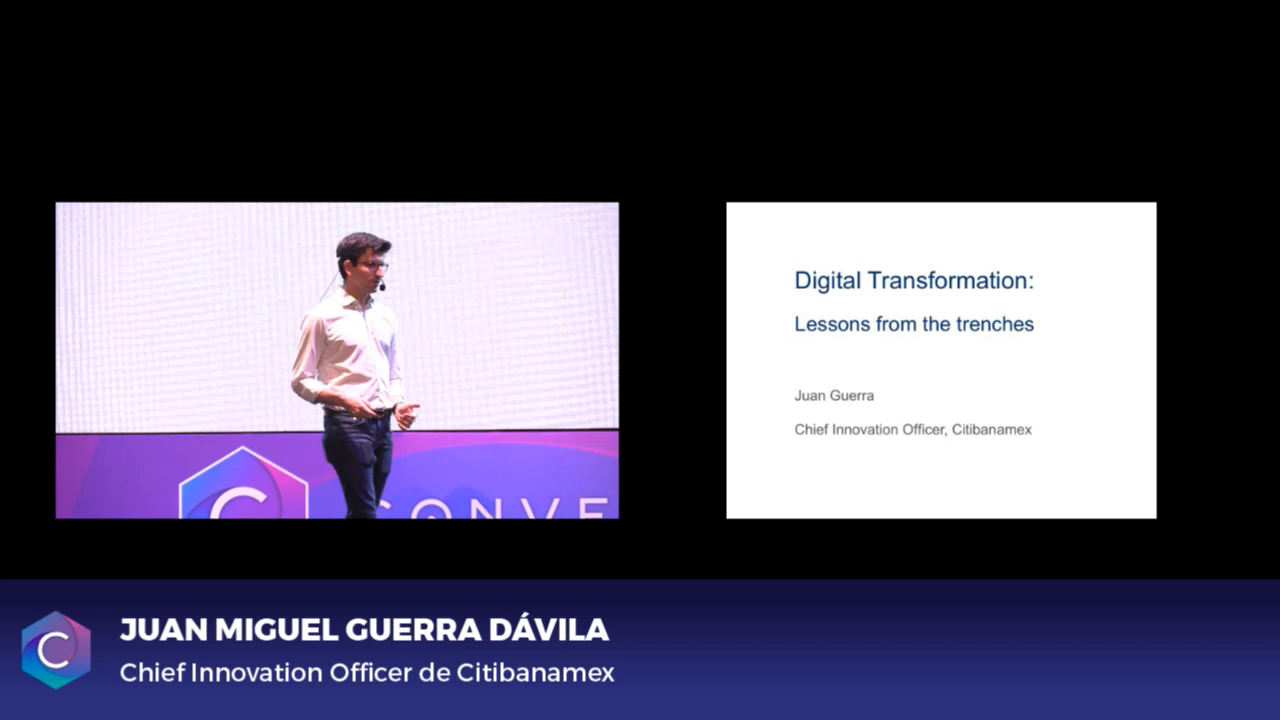 C
CONVE
Digital Transformation:
Lessons from the trenches
Juan Guerra
Chief Innovation Officer, Citibanamex
C
JUAN MIGUEL GUERRA DÁVILA
Chief Innovation Officer de Citibanamex